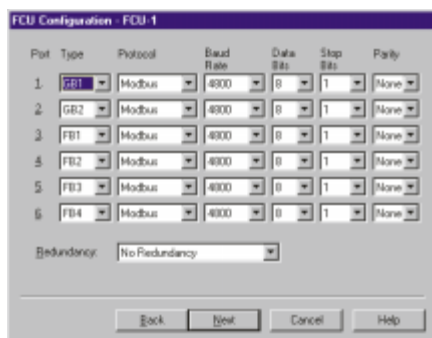 FCU Configuration - FCU-1
Port Type Protocol Baud Rate Data Bits Stop Bits Parity
1. GB1 Modbus 4800 8 1 None
2. GB2 Modbus 4800 8 1 None
3. FB1 Modbus 4800 8 1 None
4. FB2 Modbus 4800 8 1 None
5. FB3 Modbus 4800 8 1 None
6. FB4 Modbus 4800 8 1 None
Redundancy: No Redundancy
Back Next Cancel Help